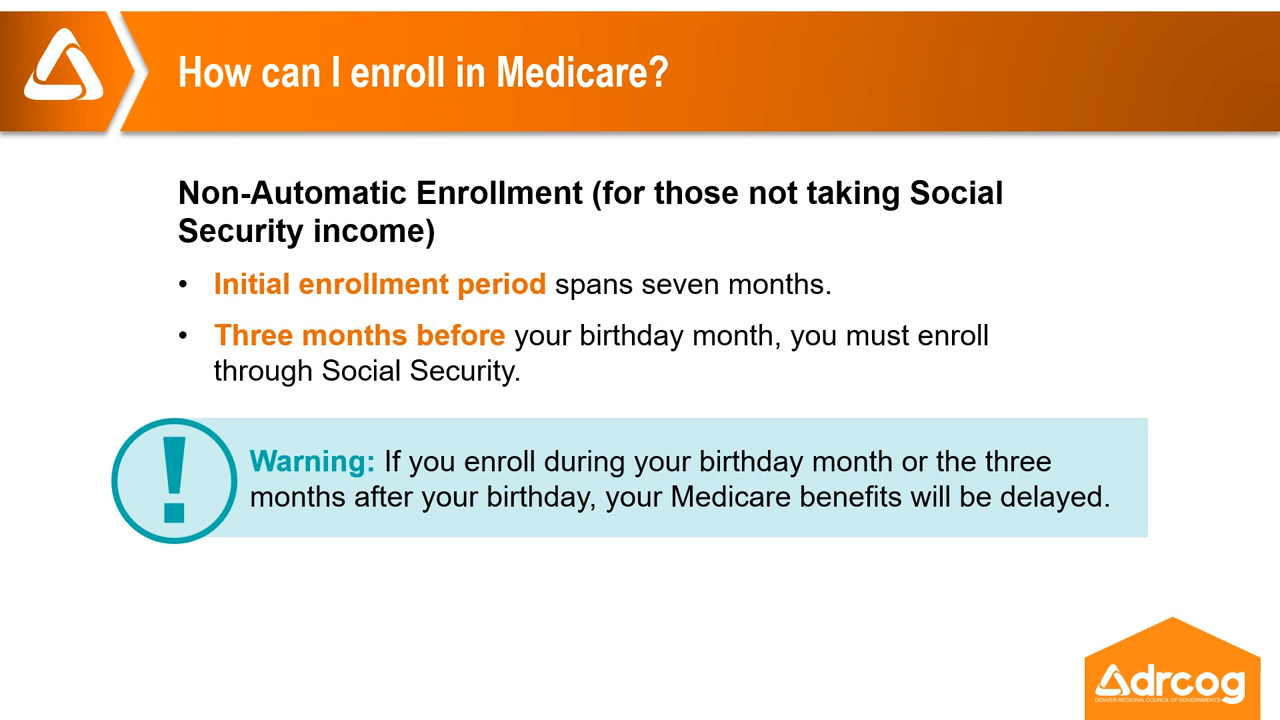 How can I enroll in Medicare?
Non-Automatic Enrollment (for those not taking Social
Security income)
• Initial enrollment period spans seven months.
• Three months before your birthday month, you must enroll
through Social Security.
! Warning: If you enroll during your birthday month or the three
months after your birthday, your Medicare benefits will be delayed.
drcog
DENVER REGIONAL COUNCIL OF GOVERNMENTS